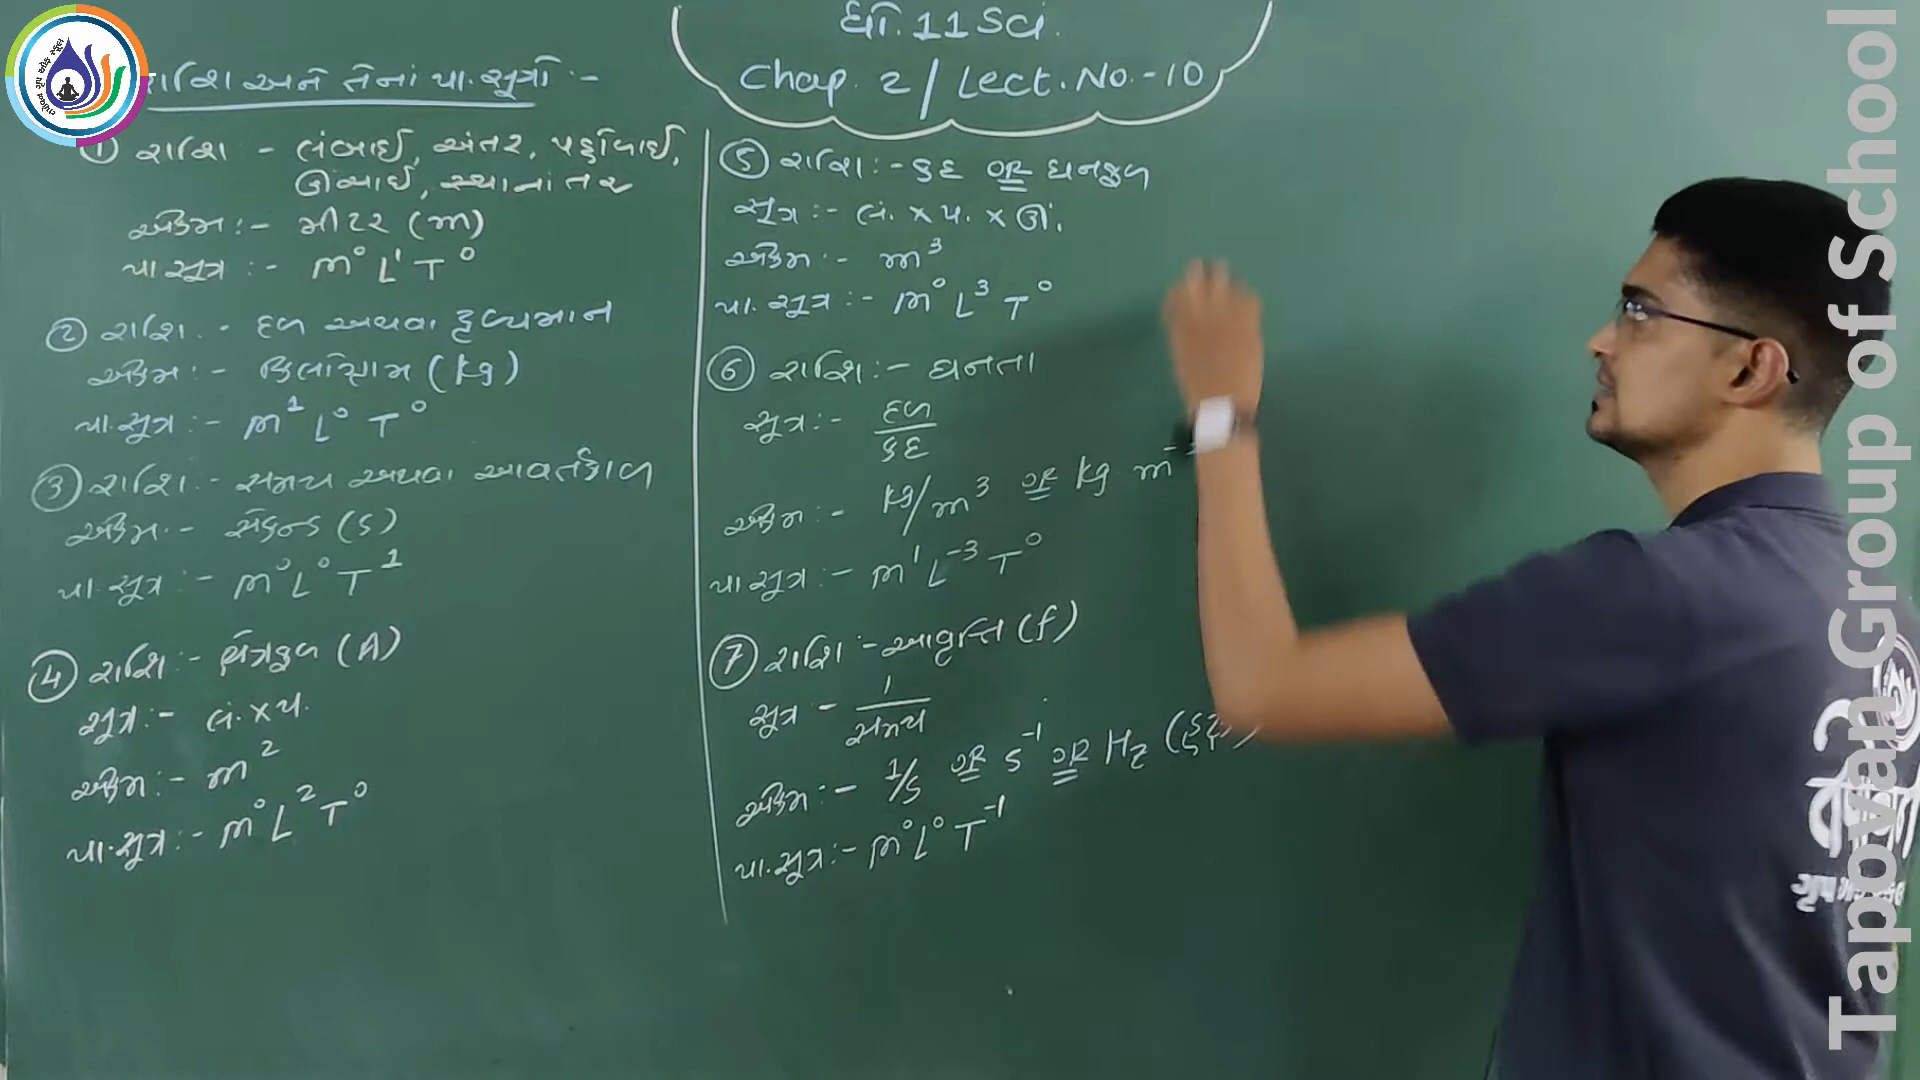 ધો. 11 Sci.
Chap. 2 / Lect. No.-10
રાશિ અને તેનાં પા. સૂત્રો :-
① રાશિ - લંબાઈ, અંતર, પહોળાઈ,
ઊંચાઈ, સ્થાનાંતર
એકમ :- મીટર (m)
પા સૂત્ર :- M⁰ L¹ T⁰
② રાશિ :- દળ અથવા દ્રવ્યમાન
એકમ :- કિલોગ્રામ (kg)
પા. સૂત્ર :- M¹ L⁰ T⁰
③ રાશિ :- સમય અથવા આવર્તકાળ
એકમ :- સેકન્ડ (s)
પા. સૂત્ર :- M⁰ L⁰ T¹
④ રાશિ :- ક્ષેત્રફળ (A)
સૂત્ર :- લં. × પ.
એકમ :- m²
પા. સૂત્ર :- M⁰ L² T⁰
⑤ રાશિ :- કદ OR ઘનફળ
સૂત્ર :- લં. × પ. × ઊં.
એકમ :- m³
પા. સૂત્ર :- M⁰ L³ T⁰
⑥ રાશિ :- ઘનતા
સૂત્ર :- દળ
કદ
એકમ :- kg/m³ OR kg m⁻
પા સૂત્ર :- M¹ L⁻³ T⁰
⑦ રાશિ :- આવૃત્તિ (f)
સૂત્ર - 1
સમય
એકમ :- 1/s OR s⁻¹ OR Hz
પા. સૂત્ર :- M⁰ L⁰ T⁻¹
Tapovan Group of School